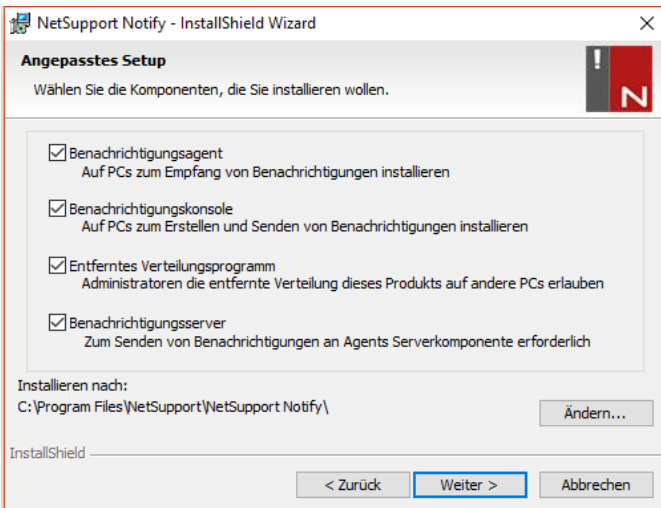 NetSupport Notify - InstallShield Wizard
Angepasstes Setup
Wählen Sie die Komponenten, die Sie installieren wollen.
! N
Benachrichtigungsagent
Auf PCs zum Empfang von Benachrichtigungen installieren
Benachrichtigungskonsole
Auf PCs zum Erstellen und Senden von Benachrichtigungen installieren
Entferntes Verteilungsprogramm
Administratoren die entfernte Verteilung dieses Produkts auf andere PCs erlauben
Benachrichtigungsserver
Zum Senden von Benachrichtigungen an Agents Serverkomponente erforderlich
Installieren nach:
C:\Program Files\NetSupport\NetSupport Notify\
Ändern...
InstallShield
< Zurück Weiter > Abbrechen